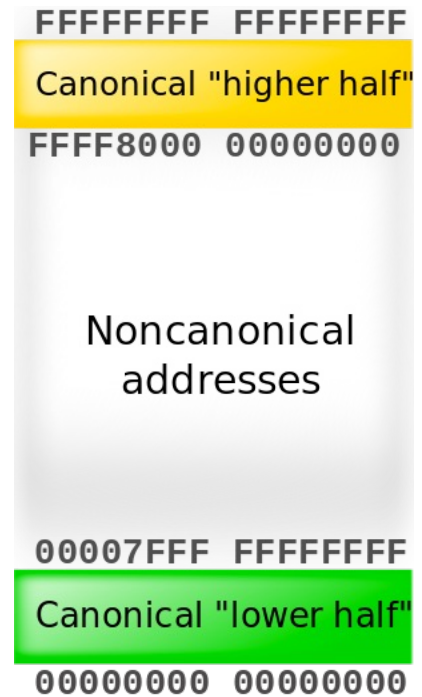 FFFFFFFF FFFFFFFF
Canonical "higher half"
FFFF8000 00000000
Noncanonical
addresses
00007FFF FFFFFFFF
Canonical "lower half"
00000000 00000000